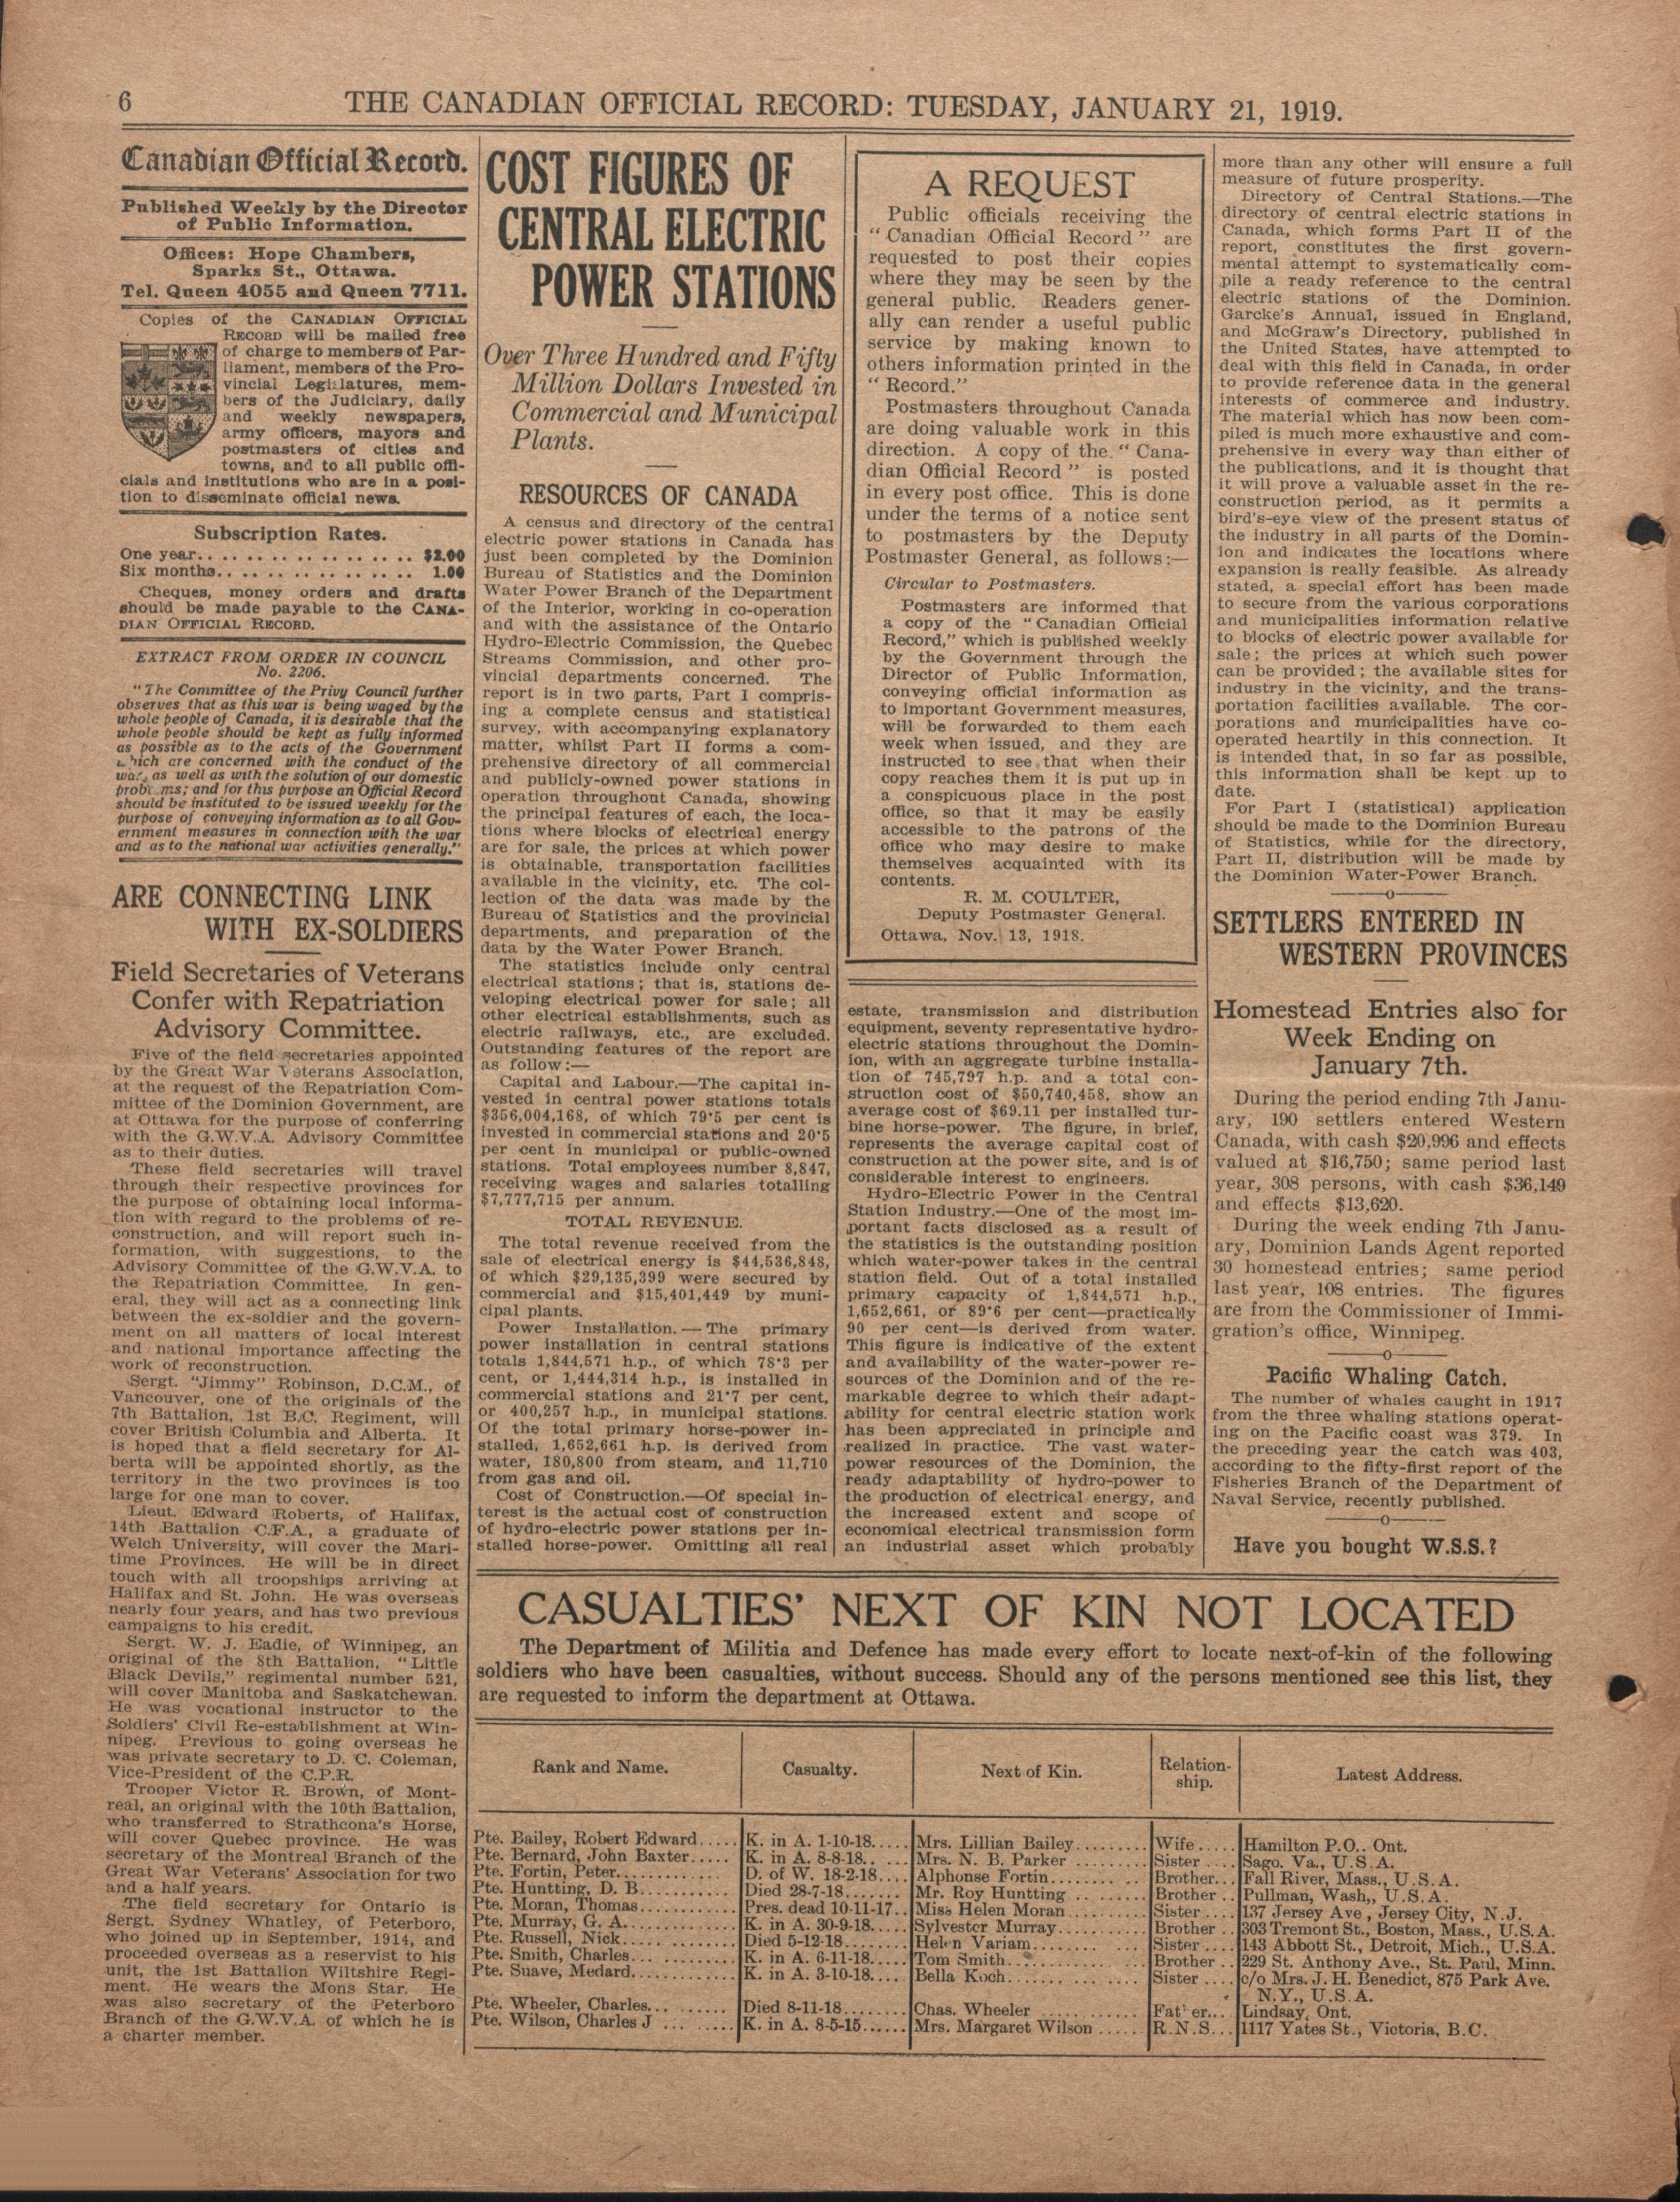 6
THE CANADIAN OFFICIAL RECORD: TUESDAY, JANUARY 21, 1919.
Canadian Official Record.
Published Weekly by the Director
of Public Information.
Offices: Hope Chambers,
Sparks St., Ottawa.
Tel. Queen 4055 and Queen 7711.
Copies of the CANADIAN OFFICIAL
RECORD will be mailed free
of charge to members of Par-
liament, members of the Pro-
vincial Legislatures, mem-
bers of the Judiciary, daily
and weekly newspapers,
army officers, mayors and
postmasters of cities and
towns, and to all public offi-
cials and institutions who are in a posi-
tion to disseminate official news.
Subscription Rates.
One year.. .. .. .. .. .. .. .. .. $2.00
Six months.. .. .. .. .. .. .. .. 1.00
Cheques, money orders and drafts
should be made payable to the CANA-
DIAN OFFICIAL RECORD.
EXTRACT FROM ORDER IN COUNCIL
No. 2206.
"The Committee of the Privy Council further
observes that as this war is being waged by the
whole people of Canada, it is desirable that the
whole people should be kept as fully informed
as possible as to the acts of the Government
which are concerned with the conduct of the
war, as well as with the solution of our domestic
problems; and for this purpose an Official Record
should be instituted to be issued weekly for the
purpose of conveying information as to all Gov-
ernment measures in connection with the war
and as to the national war activities generally."
ARE CONNECTING LINK
WITH EX-SOLDIERS
Field Secretaries of Veterans
Confer with Repatriation
Advisory Committee.
Five of the field secretaries appointed
by the Great War Veterans Association,
at the request of the Repatriation Com-
mittee of the Dominion Government, are
at Ottawa for the purpose of conferring
with the G.W.V.A. Advisory Committee
as to their duties.
These field secretaries will travel
through their respective provinces for
the purpose of obtaining local informa-
tion with regard to the problems of re-
construction, and will report such in-
formation, with suggestions, to the
Advisory Committee of the G.W.V.A. to
the Repatriation Committee. In gen-
eral, they will act as a connecting link
between the ex-soldier and the govern-
ment on all matters of local interest
and national importance affecting the
work of reconstruction.
Sergt. "Jimmy" Robinson, D.C.M., of
Vancouver, one of the originals of the
7th Battalion, 1st B.C. Regiment, will
cover British Columbia and Alberta. It
is hoped that a field secretary for Al-
berta will be appointed shortly, as the
territory in the two provinces is too
large for one man to cover.
Lieut. Edward Roberts, of Halifax,
14th Battalion C.F.A., a graduate of
Welch University, will cover the Mari-
time Provinces. He will be in direct
touch with all troopships arriving at
Halifax and St. John. He was overseas
nearly four years, and has two previous
campaigns to his credit.
Sergt. W. J. Eadie, of Winnipeg, an
original of the 8th Battalion, "Little
Black Devils," regimental number 521,
will cover Manitoba and Saskatchewan.
He was vocational instructor to the
Soldiers' Civil Re-establishment at Win-
nipeg. Previous to going overseas he
was private secretary to D. C. Coleman,
Vice-President of the C.P.R.
Trooper Victor R. Brown, of Mont-
real, an original with the 10th Battalion,
who transferred to Strathcona's Horse,
will cover Quebec province. He was
secretary of the Montreal Branch of the
Great War Veterans' Association for two
and a half years.
The field secretary for Ontario is
Sergt. Sydney Whatley, of Peterboro,
who joined up in September, 1914, and
proceeded overseas as a reservist to his
unit, the 1st Battalion Wiltshire Regi-
ment. He wears the Mons Star. He
was also secretary of the Peterboro
Branch of the G.W.V.A. of which he is
a charter member.
COST FIGURES OF
CENTRAL ELECTRIC
POWER STATIONS
Over Three Hundred and Fifty
Million Dollars Invested in
Commercial and Municipal
Plants.
RESOURCES OF CANADA
A census and directory of the central
electric power stations in Canada has
just been completed by the Dominion
Bureau of Statistics and the Dominion
Water Power Branch of the Department
of the Interior, working in co-operation
and with the assistance of the Ontario
Hydro-Electric Commission, the Quebec
Streams Commission, and other pro-
vincial departments concerned. The
report is in two parts, Part I compris-
ing a complete census and statistical
survey, with accompanying explanatory
matter, whilst Part II forms a com-
prehensive directory of all commercial
and publicly-owned power stations in
operation throughout Canada, showing
the principal features of each, the loca-
tions where blocks of electrical energy
are for sale, the prices at which power
is obtainable, transportation facilities
available in the vicinity, etc. The col-
lection of the data was made by the
Bureau of Statistics and the provincial
departments, and preparation of the
data by the Water Power Branch.
The statistics include only central
electrical stations; that is, stations de-
veloping electrical power for sale; all
other electrical establishments, such as
electric railways, etc., are excluded.
Outstanding features of the report are
as follow:—
Capital and Labour.—The capital in-
vested in central power stations totals
$356,004,168, of which 79·5 per cent is
invested in commercial stations and 20·5
per cent in municipal or public-owned
stations. Total employees number 8,847,
receiving wages and salaries totalling
$7,777,715 per annum.
TOTAL REVENUE.
The total revenue received from the
sale of electrical energy is $44,536,848,
of which $29,135,399 were secured by
commercial and $15,401,449 by muni-
cipal plants.
Power Installation.—The primary
power installation in central stations
totals 1,844,571 h.p., of which 78·3 per
cent, or 1,444,314 h.p., is installed in
commercial stations and 21·7 per cent,
or 400,257 h.p., in municipal stations.
Of the total primary horse-power in-
stalled, 1,652,661 h.p. is derived from
water, 180,800 from steam, and 11,710
from gas and oil.
Cost of Construction.—Of special in-
terest is the actual cost of construction
of hydro-electric power stations per in-
stalled horse-power. Omitting all real
A REQUEST
Public officials receiving the
"Canadian Official Record" are
requested to post their copies
where they may be seen by the
general public. Readers gener-
ally can render a useful public
service by making known to
others information printed in the
"Record."
Postmasters throughout Canada
are doing valuable work in this
direction. A copy of the "Cana-
dian Official Record" is posted
in every post office. This is done
under the terms of a notice sent
to postmasters by the Deputy
Postmaster General, as follows:—
Circular to Postmasters.
Postmasters are informed that
a copy of the "Canadian Official
Record," which is published weekly
by the Government through the
Director of Public Information,
conveying official information as
to important Government measures,
will be forwarded to them each
week when issued, and they are
instructed to see that when their
copy reaches them it is put up in
a conspicuous place in the post
office, so that it may be easily
accessible to the patrons of the
office who may desire to make
themselves acquainted with its
contents.
R. M. COULTER,
Deputy Postmaster General.
Ottawa, Nov. 13, 1918.
estate, transmission and distribution
equipment, seventy representative hydro-
electric stations throughout the Domin-
ion, with an aggregate turbine installa-
tion of 745,797 h.p. and a total con-
struction cost of $50,740,458, show an
average cost of $69.11 per installed tur-
bine horse-power. The figure, in brief,
represents the average capital cost of
construction at the power site, and is of
considerable interest to engineers.
Hydro-Electric Power in the Central
Station Industry.—One of the most im-
portant facts disclosed as a result of
the statistics is the outstanding position
which water-power takes in the central
station field. Out of a total installed
primary capacity of 1,844,571 h.p.,
1,652,661, or 89·6 per cent—practically
90 per cent—is derived from water.
This figure is indicative of the extent
and availability of the water-power re-
sources of the Dominion and of the re-
markable degree to which their adapt-
ability for central electric station work
has been appreciated in principle and
realized in practice. The vast water-
power resources of the Dominion, the
ready adaptability of hydro-power to
the production of electrical energy, and
the increased extent and scope of
economical electrical transmission form
an industrial asset which probably
more than any other will ensure a full
measure of future prosperity.
Directory of Central Stations.—The
directory of central electric stations in
Canada, which forms Part II of the
report, constitutes the first govern-
mental attempt to systematically com-
pile a ready reference to the central
electric stations of the Dominion.
Garcke's Annual, issued in England,
and McGraw's Directory, published in
the United States, have attempted to
deal with this field in Canada, in order
to provide reference data in the general
interests of commerce and industry.
The material which has now been com-
piled is much more exhaustive and com-
prehensive in every way than either of
the publications, and it is thought that
it will prove a valuable asset in the re-
construction period, as it permits a
bird's-eye view of the present status of
the industry in all parts of the Domin-
ion and indicates the locations where
expansion is really feasible. As already
stated, a special effort has been made
to secure from the various corporations
and municipalities information relative
to blocks of electric power available for
sale; the prices at which such power
can be provided; the available sites for
industry in the vicinity, and the trans-
portation facilities available. The cor-
porations and municipalities have co-
operated heartily in this connection. It
is intended that, in so far as possible,
this information shall be kept up to
date.
For Part I (statistical) application
should be made to the Dominion Bureau
of Statistics, while for the directory,
Part II, distribution will be made by
the Dominion Water-Power Branch.
SETTLERS ENTERED IN
WESTERN PROVINCES
Homestead Entries also for
Week Ending on
January 7th.
During the period ending 7th Janu-
ary, 190 settlers entered Western
Canada, with cash $20,996 and effects
valued at $16,750; same period last
year, 308 persons, with cash $36,149
and effects $13,620.
During the week ending 7th Janu-
ary, Dominion Lands Agent reported
30 homestead entries; same period
last year, 108 entries. The figures
are from the Commissioner of Immi-
gration's office, Winnipeg.
Pacific Whaling Catch.
The number of whales caught in 1917
from the three whaling stations operat-
ing on the Pacific coast was 379. In
the preceding year the catch was 403,
according to the fifty-first report of the
Fisheries Branch of the Department of
Naval Service, recently published.
Have you bought W.S.S.?
CASUALTIES' NEXT OF KIN NOT LOCATED
The Department of Militia and Defence has made every effort to locate next-of-kin of the following
soldiers who have been casualties, without success. Should any of the persons mentioned see this list, they
are requested to inform the department at Ottawa.
Rank and Name. Casualty. Next of Kin. Relation-ship. Latest Address.
Pte. Bailey, Robert Edward..... K. in A. 1-10-18..... Mrs. Lillian Bailey......... Wife..... Hamilton P.O.. Ont.
Pte. Bernard, John Baxter..... K. in A. 8-8-18.. ... Mrs. N. B. Parker ......... Sister .... Sago. Va., U.S.A.
Pte. Fortin, Peter............ D. of W. 18-2-18.... Alphonse Fortin......... Brother... Fall River, Mass., U.S.A.
Pte. Huntting, D. B........... Died 28-7-18....... Mr. Roy Huntting ......... Brother .. Pullman, Wash,, U.S.A.
Pte. Moran, Thomas........... Pres. dead 10-11-17.. Miss Helen Moran......... Sister.... 137 Jersey Ave , Jersey City, N.J.
Pte. Murray, G. A............ K. in A. 30-9-18..... Sylvester Murray......... Brother .. 303 Tremont St., Boston, Mass., U.S.A.
Pte. Russell, Nick............ Died 5-12-18........ Helen Variam......... Sister.... 143 Abbott St., Detroit, Mich., U.S.A.
Pte. Smith, Charles........... K. in A. 6-11-18..... Tom Smith......... Brother .. 229 St. Anthony Ave., St. Paul, Minn.
Pte. Suave, Medard........... K. in A. 3-10-18.... Bella Koch......... Sister .... c/o Mrs. J. H. Benedict, 875 Park Ave.
N.Y., U.S.A.
Pte. Wheeler, Charles... ...... Died 8-11-18........ Chas. Wheeler ......... Father... Lindsay, Ont.
Pte. Wilson, Charles J ... ...... K. in A. 8-5-15...... Mrs. Margaret Wilson ...... R.N.S... 1117 Yates St., Victoria, B.C.